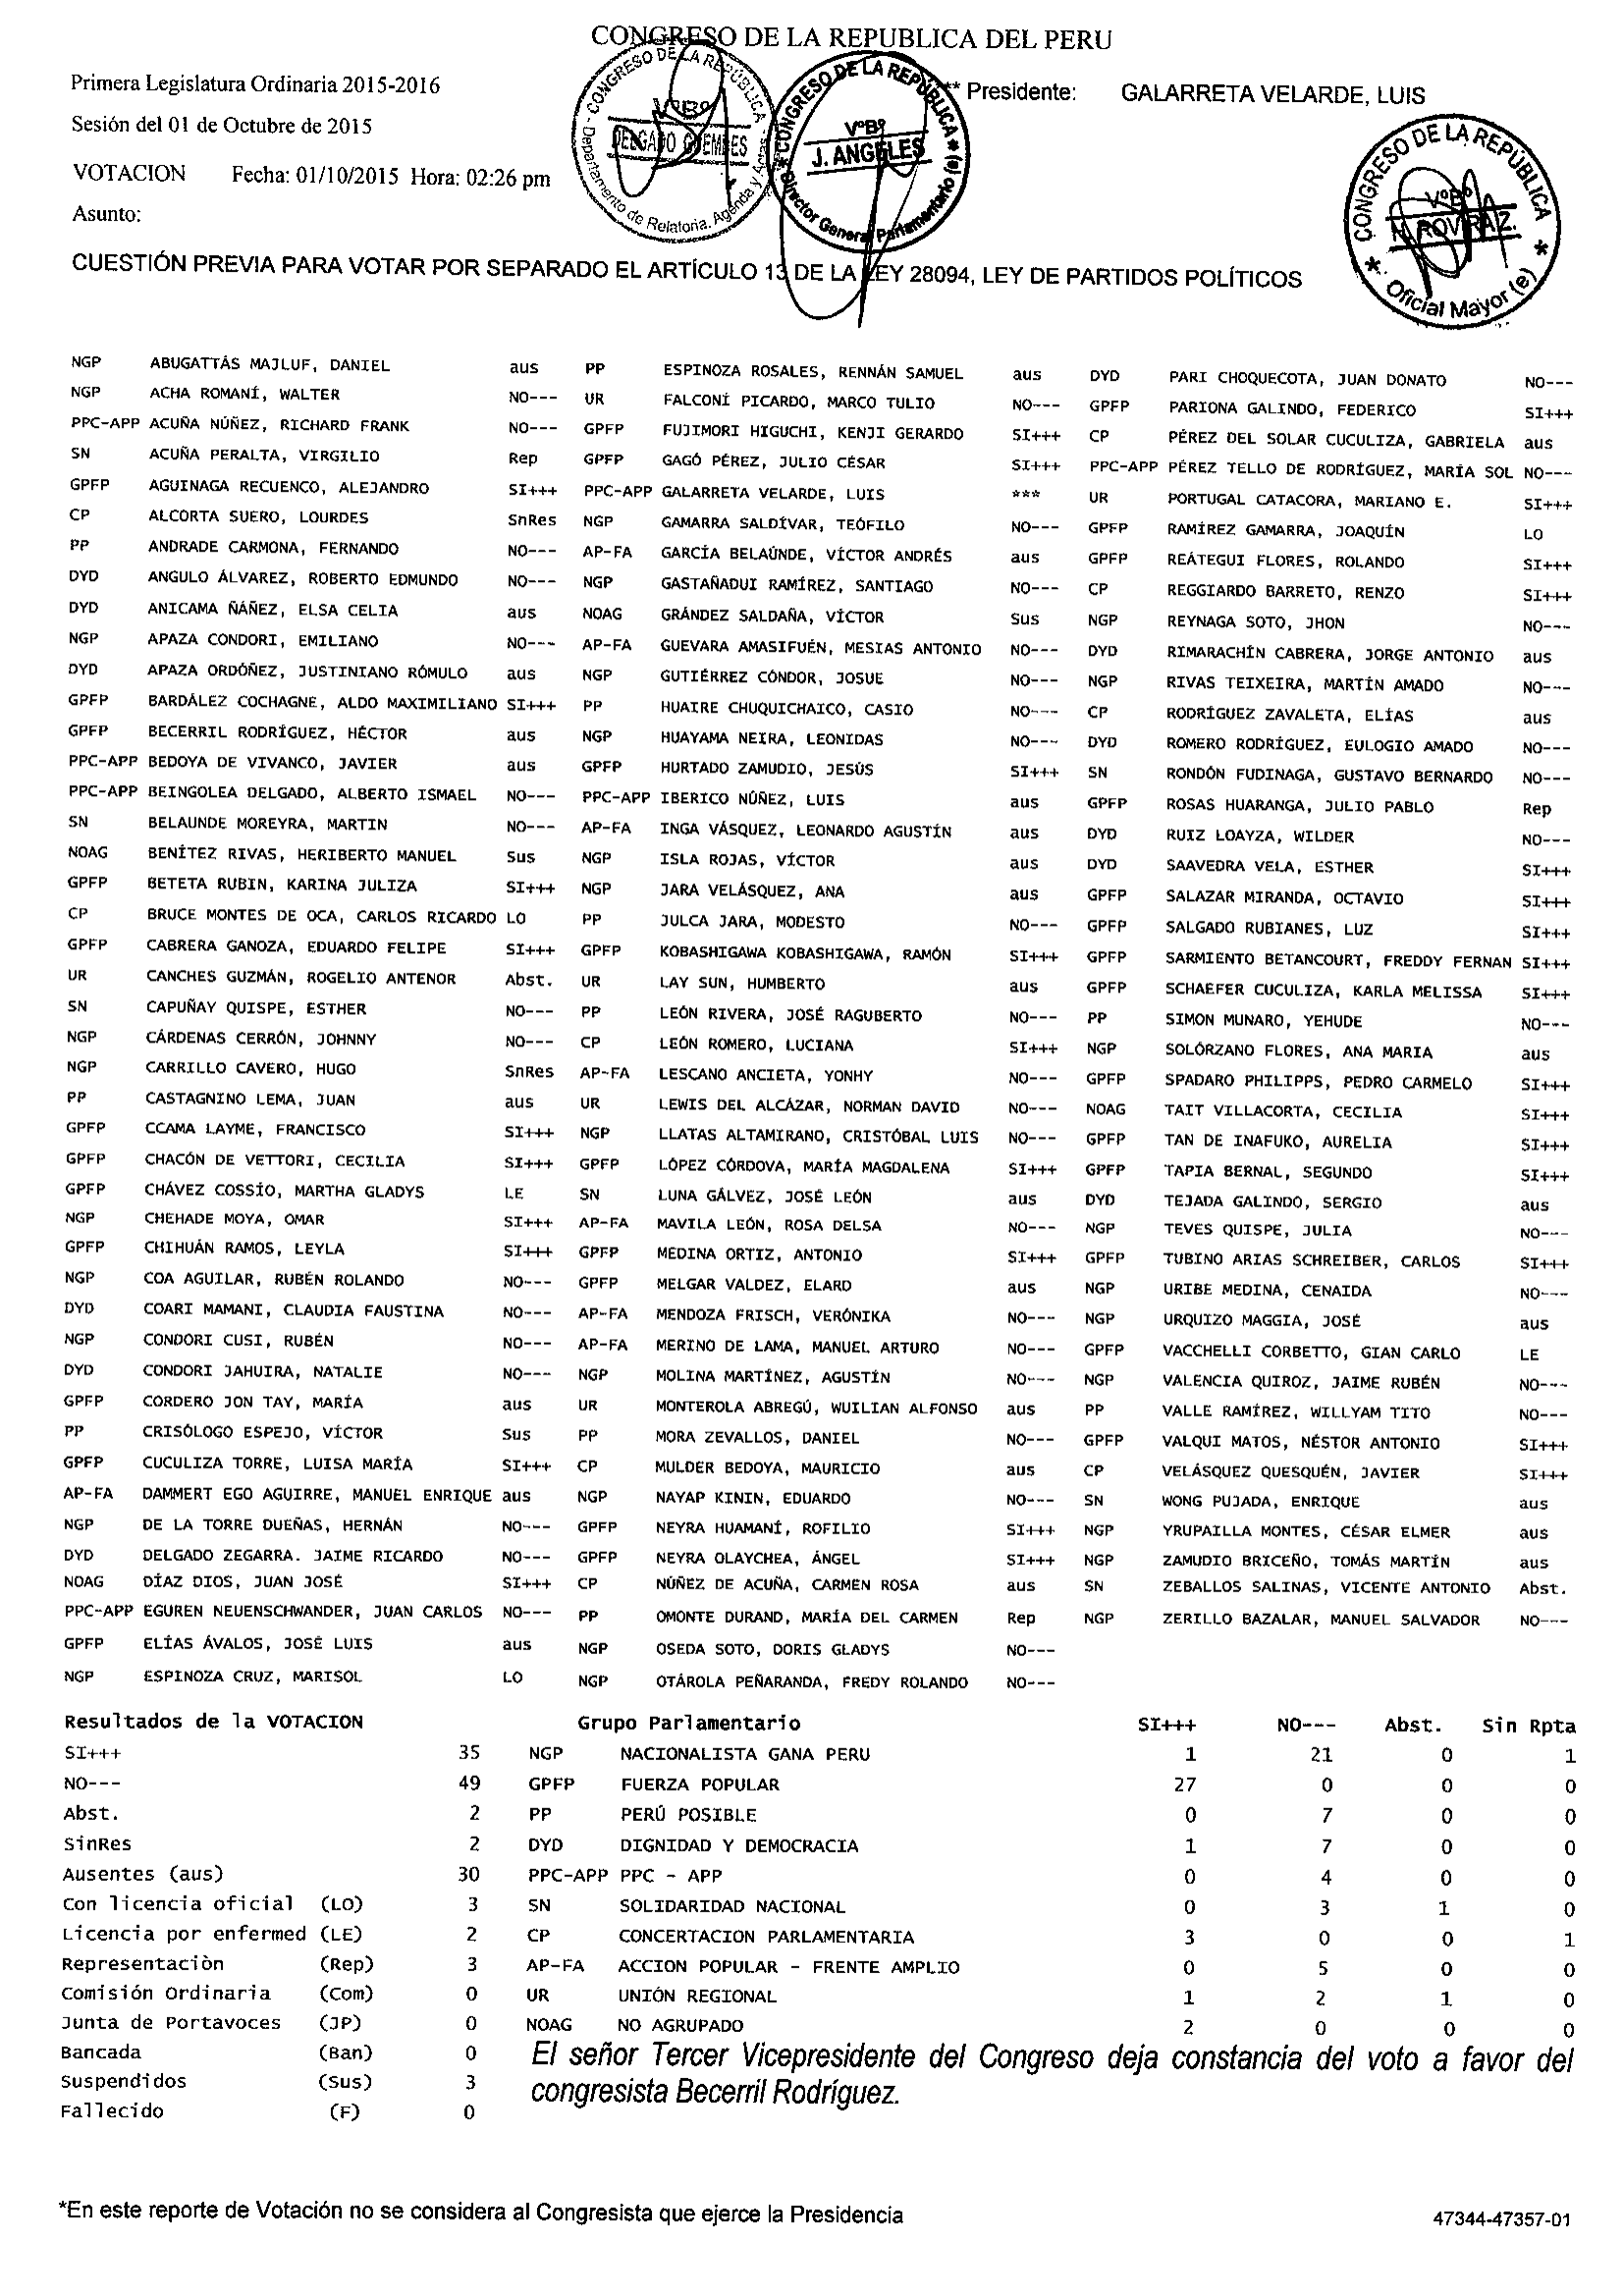 CONGRESO DE LA REPUBLICA DEL PERU
Primera Legislatura Ordinaria 2015-2016
*** Presidente: GALARRETA VELARDE, LUIS
Sesión del 01 de Octubre de 2015
VOTACION Fecha: 01/10/2015 Hora: 02:26 pm
Asunto:
CUESTIÓN PREVIA PARA VOTAR POR SEPARADO EL ARTÍCULO 13 DE LA LEY 28094, LEY DE PARTIDOS POLÍTICOS
CONGRESO DE LA REPÚBLICA - Departamento de Relatoria, Agenda y Actas
VºBº
CONGRESO DE LA REPÚBLICA * Director General Parlamentario (e) *
VºBº
J. ANGELES
CONGRESO DE LA REPÚBLICA * Oficial Mayor (e) *
VºBº
NGP ABUGATTÁS MAJLUF, DANIEL aus
NGP ACHA ROMANÍ, WALTER NO---
PPC-APP ACUÑA NÚÑEZ, RICHARD FRANK NO---
SN ACUÑA PERALTA, VIRGILIO Rep
GPFP AGUINAGA RECUENCO, ALEJANDRO SI+++
CP ALCORTA SUERO, LOURDES SnRes
PP ANDRADE CARMONA, FERNANDO NO---
DYD ANGULO ÁLVAREZ, ROBERTO EDMUNDO NO---
DYD ANICAMA ÑÁÑEZ, ELSA CELIA aus
NGP APAZA CONDORI, EMILIANO NO---
DYD APAZA ORDÓÑEZ, JUSTINIANO RÓMULO aus
GPFP BARDÁLEZ COCHAGNE, ALDO MAXIMILIANO SI+++
GPFP BECERRIL RODRÍGUEZ, HÉCTOR aus
PPC-APP BEDOYA DE VIVANCO, JAVIER aus
PPC-APP BEINGOLEA DELGADO, ALBERTO ISMAEL NO---
SN BELAUNDE MOREYRA, MARTIN NO---
NOAG BENÍTEZ RIVAS, HERIBERTO MANUEL Sus
GPFP BETETA RUBIN, KARINA JULIZA SI+++
CP BRUCE MONTES DE OCA, CARLOS RICARDO LO
GPFP CABRERA GANOZA, EDUARDO FELIPE SI+++
UR CANCHES GUZMÁN, ROGELIO ANTENOR Abst.
SN CAPUÑAY QUISPE, ESTHER NO---
NGP CÁRDENAS CERRÓN, JOHNNY NO---
NGP CARRILLO CAVERO, HUGO SnRes
PP CASTAGNINO LEMA, JUAN aus
GPFP CCAMA LAYME, FRANCISCO SI+++
GPFP CHACÓN DE VETTORI, CECILIA SI+++
GPFP CHÁVEZ COSSÍO, MARTHA GLADYS LE
NGP CHEHADE MOYA, OMAR SI+++
GPFP CHIHUÁN RAMOS, LEYLA SI+++
NGP COA AGUILAR, RUBÉN ROLANDO NO---
DYD COARI MAMANI, CLAUDIA FAUSTINA NO---
NGP CONDORI CUSI, RUBÉN NO---
DYD CONDORI JAHUIRA, NATALIE NO---
GPFP CORDERO JON TAY, MARÍA aus
PP CRISÓLOGO ESPEJO, VÍCTOR Sus
GPFP CUCULIZA TORRE, LUISA MARÍA SI+++
AP-FA DAMMERT EGO AGUIRRE, MANUEL ENRIQUE aus
NGP DE LA TORRE DUEÑAS, HERNÁN NO---
DYD DELGADO ZEGARRA. JAIME RICARDO NO---
NOAG DÍAZ DIOS, JUAN JOSÉ SI+++
PPC-APP EGUREN NEUENSCHWANDER, JUAN CARLOS NO---
GPFP ELÍAS ÁVALOS, JOSÉ LUIS aus
NGP ESPINOZA CRUZ, MARISOL LO
PP ESPINOZA ROSALES, RENNÁN SAMUEL aus
UR FALCONÍ PICARDO, MARCO TULIO NO---
GPFP FUJIMORI HIGUCHI, KENJI GERARDO SI+++
GPFP GAGÓ PÉREZ, JULIO CÉSAR SI+++
PPC-APP GALARRETA VELARDE, LUIS ***
NGP GAMARRA SALDÍVAR, TEÓFILO NO---
AP-FA GARCÍA BELAÚNDE, VÍCTOR ANDRÉS aus
NGP GASTAÑADUI RAMÍREZ, SANTIAGO NO---
NOAG GRÁNDEZ SALDAÑA, VÍCTOR Sus
AP-FA GUEVARA AMASIFUÉN, MESIAS ANTONIO NO---
NGP GUTIÉRREZ CÓNDOR, JOSUE NO---
PP HUAIRE CHUQUICHAICO, CASIO NO---
NGP HUAYAMA NEIRA, LEONIDAS NO---
GPFP HURTADO ZAMUDIO, JESÚS SI+++
PPC-APP IBERICO NÚÑEZ, LUIS aus
AP-FA INGA VÁSQUEZ, LEONARDO AGUSTÍN aus
NGP ISLA ROJAS, VÍCTOR aus
NGP JARA VELÁSQUEZ, ANA aus
PP JULCA JARA, MODESTO NO---
GPFP KOBASHIGAWA KOBASHIGAWA, RAMÓN SI+++
UR LAY SUN, HUMBERTO aus
PP LEÓN RIVERA, JOSÉ RAGUBERTO NO---
CP LEÓN ROMERO, LUCIANA SI+++
AP-FA LESCANO ANCIETA, YONHY NO---
UR LEWIS DEL ALCÁZAR, NORMAN DAVID NO---
NGP LLATAS ALTAMIRANO, CRISTÓBAL LUIS NO---
GPFP LÓPEZ CÓRDOVA, MARÍA MAGDALENA SI+++
SN LUNA GÁLVEZ, JOSÉ LEÓN aus
AP-FA MAVILA LEÓN, ROSA DELSA NO---
GPFP MEDINA ORTIZ, ANTONIO SI+++
GPFP MELGAR VALDEZ, ELARD aus
AP-FA MENDOZA FRISCH, VERÓNIKA NO---
AP-FA MERINO DE LAMA, MANUEL ARTURO NO---
NGP MOLINA MARTÍNEZ, AGUSTÍN NO---
UR MONTEROLA ABREGÚ, WUILIAN ALFONSO aus
PP MORA ZEVALLOS, DANIEL NO---
CP MULDER BEDOYA, MAURICIO aus
NGP NAYAP KININ, EDUARDO NO---
GPFP NEYRA HUAMANÍ, ROFILIO SI+++
GPFP NEYRA OLAYCHEA, ÁNGEL SI+++
CP NÚÑEZ DE ACUÑA, CARMEN ROSA aus
PP OMONTE DURAND, MARÍA DEL CARMEN Rep
NGP OSEDA SOTO, DORIS GLADYS NO---
NGP OTÁROLA PEÑARANDA, FREDY ROLANDO NO---
DYD PARI CHOQUECOTA, JUAN DONATO NO---
GPFP PARIONA GALINDO, FEDERICO SI+++
CP PÉREZ DEL SOLAR CUCULIZA, GABRIELA aus
PPC-APP PÉREZ TELLO DE RODRÍGUEZ, MARÍA SOL NO---
UR PORTUGAL CATACORA, MARIANO E. SI+++
GPFP RAMÍREZ GAMARRA, JOAQUÍN LO
GPFP REÁTEGUI FLORES, ROLANDO SI+++
CP REGGIARDO BARRETO, RENZO SI+++
NGP REYNAGA SOTO, JHON NO---
DYD RIMARACHÍN CABRERA, JORGE ANTONIO aus
NGP RIVAS TEIXEIRA, MARTÍN AMADO NO---
CP RODRÍGUEZ ZAVALETA, ELÍAS aus
DYD ROMERO RODRÍGUEZ, EULOGIO AMADO NO---
SN RONDÓN FUDINAGA, GUSTAVO BERNARDO NO---
GPFP ROSAS HUARANGA, JULIO PABLO Rep
DYD RUIZ LOAYZA, WILDER NO---
DYD SAAVEDRA VELA, ESTHER SI+++
GPFP SALAZAR MIRANDA, OCTAVIO SI+++
GPFP SALGADO RUBIANES, LUZ SI+++
GPFP SARMIENTO BETANCOURT, FREDDY FERNAN SI+++
GPFP SCHAEFER CUCULIZA, KARLA MELISSA SI+++
PP SIMON MUNARO, YEHUDE NO---
NGP SOLÓRZANO FLORES, ANA MARIA aus
GPFP SPADARO PHILIPPS, PEDRO CARMELO SI+++
NOAG TAIT VILLACORTA, CECILIA SI+++
GPFP TAN DE INAFUKO, AURELIA SI+++
GPFP TAPIA BERNAL, SEGUNDO SI+++
DYD TEJADA GALINDO, SERGIO aus
NGP TEVES QUISPE, JULIA NO---
GPFP TUBINO ARIAS SCHREIBER, CARLOS SI+++
NGP URIBE MEDINA, CENAIDA NO---
NGP URQUIZO MAGGIA, JOSÉ aus
GPFP VACCHELLI CORBETTO, GIAN CARLO LE
NGP VALENCIA QUIROZ, JAIME RUBÉN NO---
PP VALLE RAMÍREZ, WILLYAM TITO NO---
GPFP VALQUI MATOS, NÉSTOR ANTONIO SI+++
CP VELÁSQUEZ QUESQUÉN, JAVIER SI+++
SN WONG PUJADA, ENRIQUE aus
NGP YRUPAILLA MONTES, CÉSAR ELMER aus
NGP ZAMUDIO BRICEÑO, TOMÁS MARTÍN aus
SN ZEBALLOS SALINAS, VICENTE ANTONIO Abst.
NGP ZERILLO BAZALAR, MANUEL SALVADOR NO---
Resultados de la VOTACION
SI+++ 35
NO--- 49
Abst. 2
SinRes 2
Ausentes (aus) 30
Con licencia oficial (LO) 3
Licencia por enfermed (LE) 2
Representaciòn (Rep) 3
Comisión Ordinaria (Com) 0
Junta de Portavoces (JP) 0
Bancada (Ban) 0
Suspendidos (Sus) 3
Fallecido (F) 0
Grupo Parlamentario SI+++ NO--- Abst. Sin Rpta
NGP NACIONALISTA GANA PERU 1 21 0 1
GPFP FUERZA POPULAR 27 0 0 0
PP PERÚ POSIBLE 0 7 0 0
DYD DIGNIDAD Y DEMOCRACIA 1 7 0 0
PPC-APP PPC - APP 0 4 0 0
SN SOLIDARIDAD NACIONAL 0 3 1 0
CP CONCERTACION PARLAMENTARIA 3 0 0 1
AP-FA ACCION POPULAR - FRENTE AMPLIO 0 5 0 0
UR UNIÓN REGIONAL 1 2 1 0
NOAG NO AGRUPADO 2 0 0 0
El señor Tercer Vicepresidente del Congreso deja constancia del voto a favor del
congresista Becerril Rodríguez.
*En este reporte de Votación no se considera al Congresista que ejerce la Presidencia
47344-47357-01